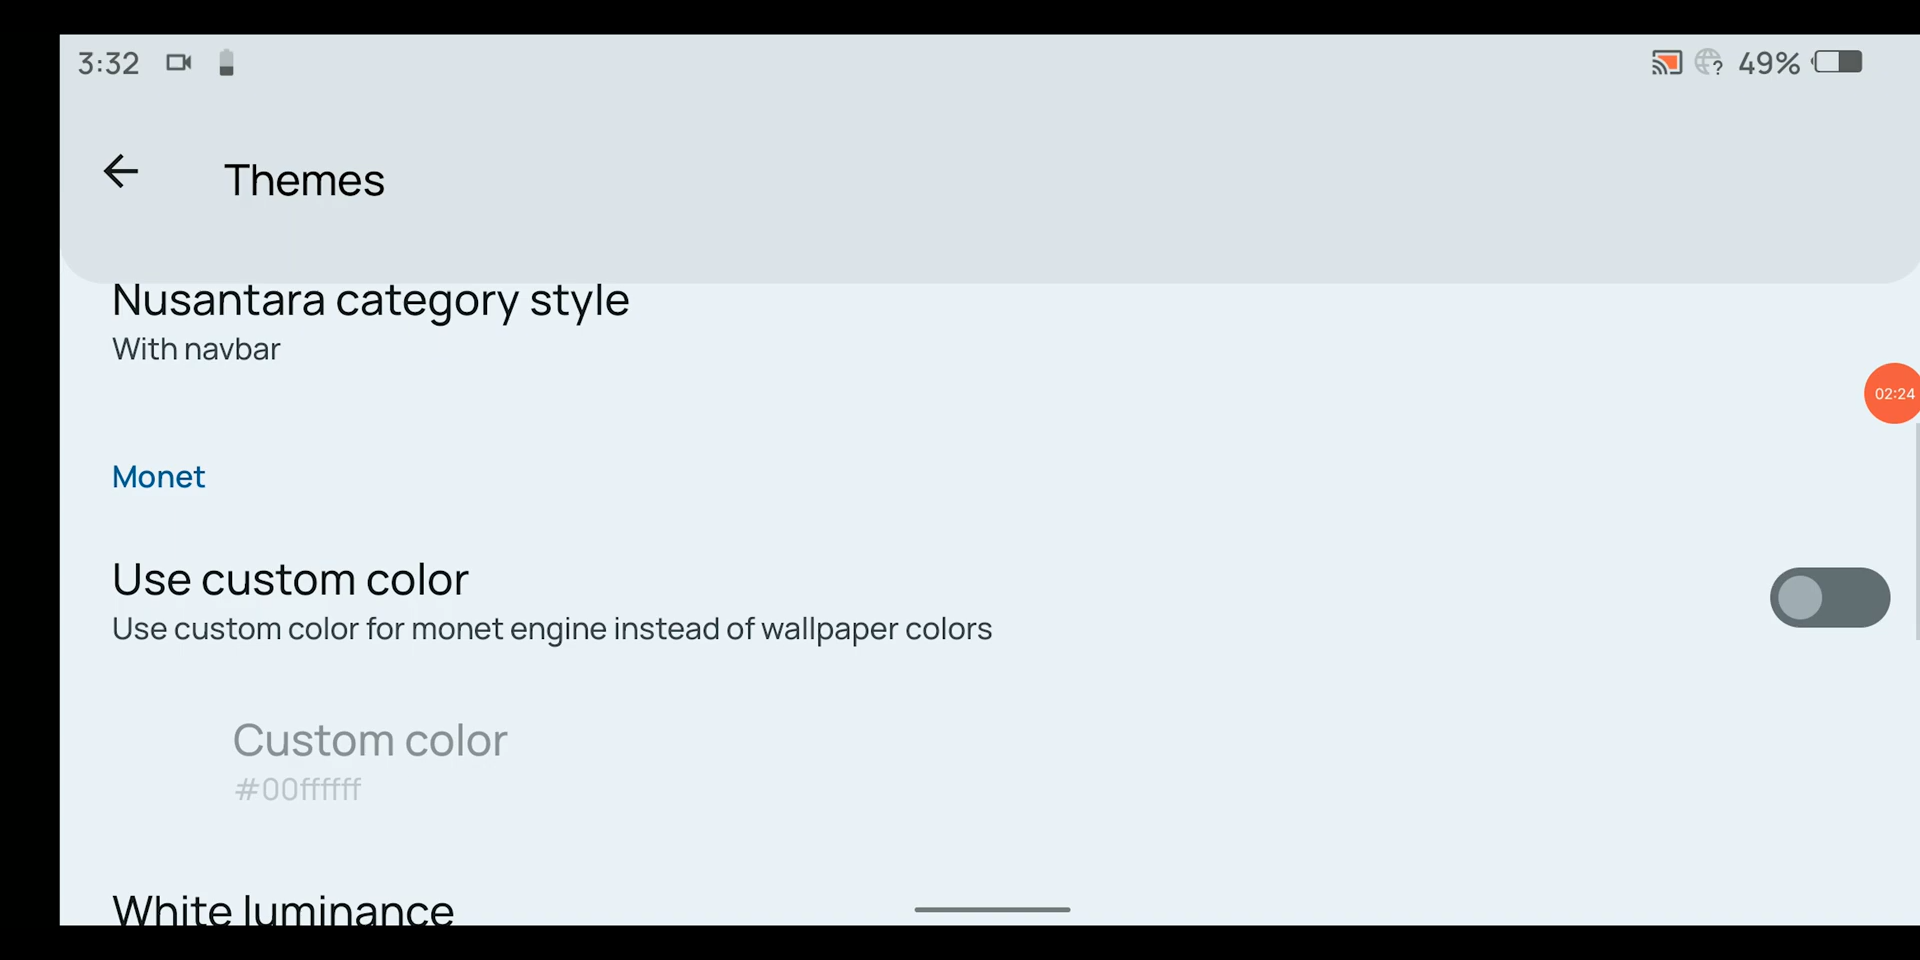 3:32
49%
Themes
Nusantara category style
With navbar
02:24
Monet
Use custom color
Use custom color for monet engine instead of wallpaper colors
Custom color
#00ffffff
White luminance